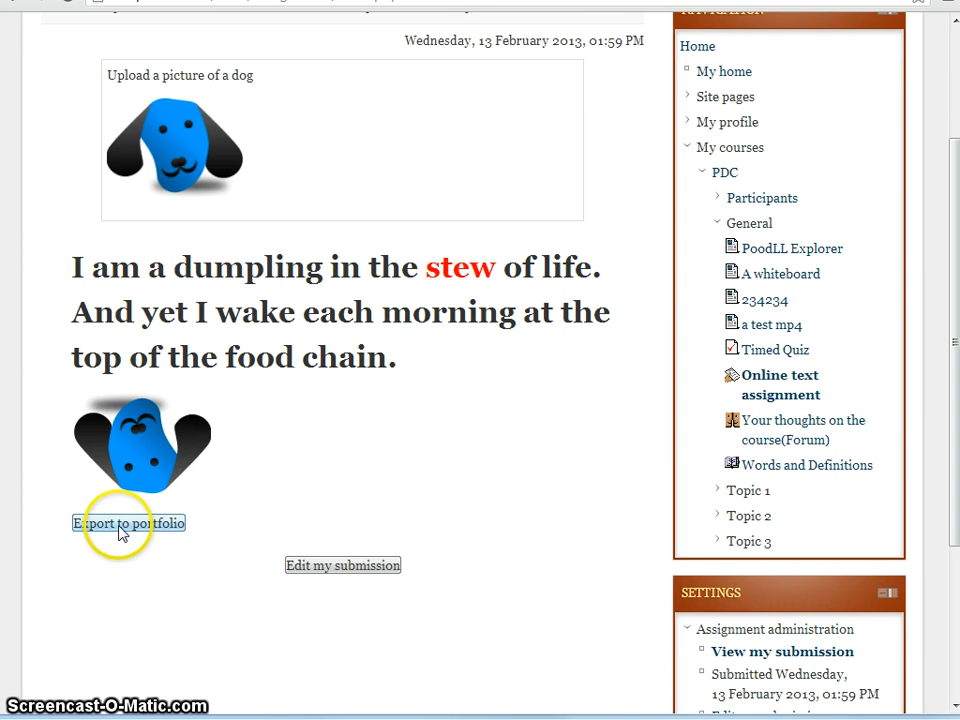 Wednesday, 13 February 2013, 01:59 PM
Upload a picture of a dog
I am a dumpling in the stew of life.
And yet I wake each morning at the
top of the food chain.
Export to portfolio
Edit my submission
NAVIGATION
Home
My home
Site pages
My profile
My courses
PDC
Participants
General
PoodLL Explorer
A whiteboard
234234
a test mp4
Timed Quiz
Online text
assignment
Your thoughts on the
course(Forum)
Words and Definitions
Topic 1
Topic 2
Topic 3
SETTINGS
Assignment administration
View my submission
Submitted Wednesday,
13 February 2013, 01:59 PM
Screencast-O-Matic.com